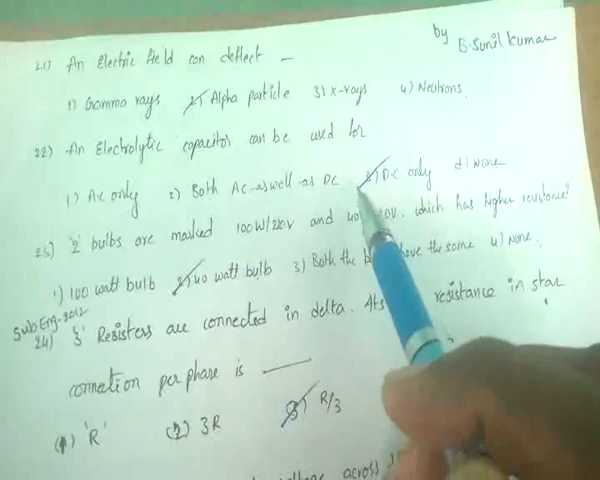 by
B. Sunil Kumar
21) An Electric field can deflect —
1) Gamma rays 2) Alpha particle 3) X-rays 4) Neutrons
22) An Electrolytic capacitor can be used for
1) AC only 2) Both AC aswell as DC 3) DC only d) None
23) '2' bulbs are marked 100W/220V and which has higher resistance?
1) 100 watt bulb 2) 40 watt bulb 3) Both the have the same 4) None.
Sub Eng-2012
24) '3' Resisters are connected in delta. Its resistance in star
connection per phase is ——
(1) 'R' (2) 3R 3) R/3
across